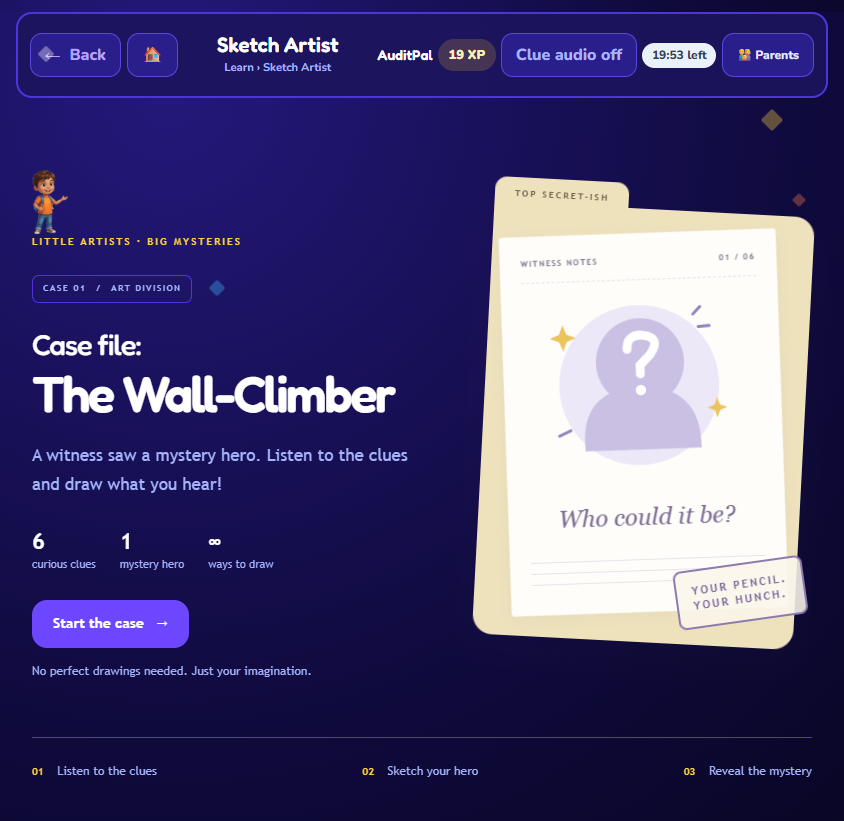 ← Back
Sketch Artist
Learn › Sketch Artist
AuditPal
19 XP
Clue audio off
19:53 left
Parents
LITTLE ARTISTS · BIG MYSTERIES
CASE 01 / ART DIVISION
Case file:
The Wall-Climber
A witness saw a mystery hero. Listen to the clues
and draw what you hear!
6
curious clues
1
mystery hero
∞
ways to draw
Start the case →
No perfect drawings needed. Just your imagination.
TOP SECRET-ISH
WITNESS NOTES
01 / 06
?
Who could it be?
YOUR PENCIL.
YOUR HUNCH.
01 Listen to the clues
02 Sketch your hero
03 Reveal the mystery